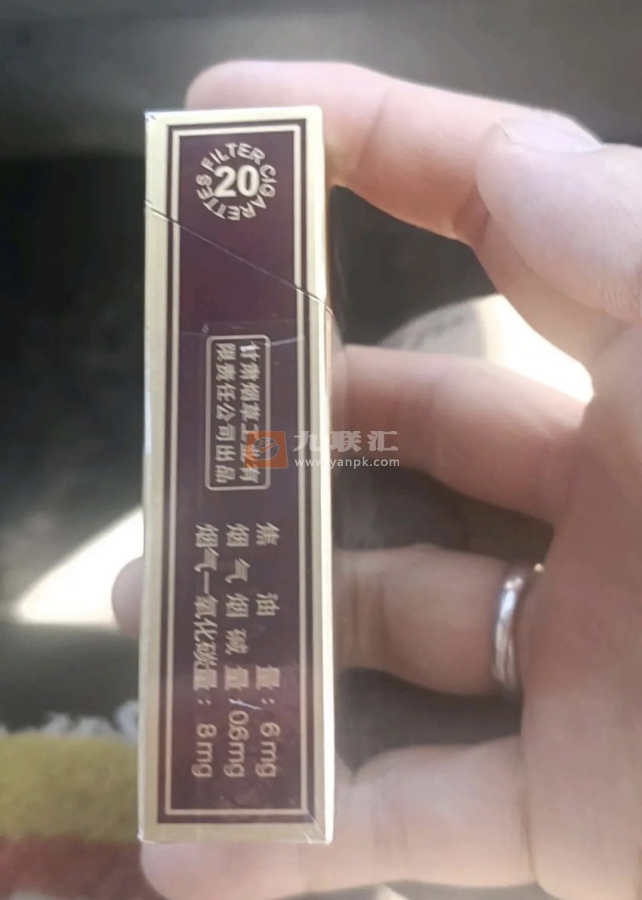 FILTER CIGARETTES
20
甘肃烟草工业有
限责任公司出品
焦油量：6mg
烟气烟碱量：0.6mg
烟气一氧化碳量：8mg
九联汇
www.yanpk.com